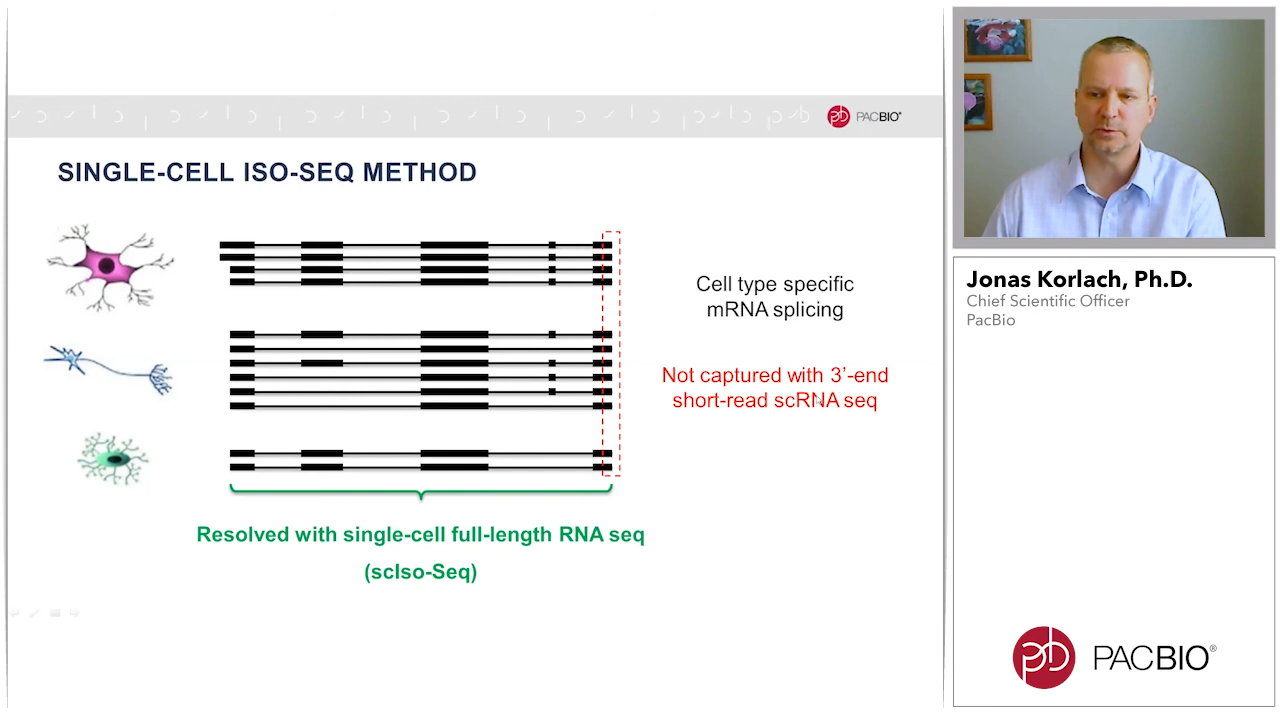 PACBIO®
SINGLE-CELL ISO-SEQ METHOD
Cell type specific
mRNA splicing
Not captured with 3’-end
short-read scRNA seq
Resolved with single-cell full-length RNA seq
(scIso-Seq)
Jonas Korlach, Ph.D.
Chief Scientific Officer
PacBio
PACBIO®